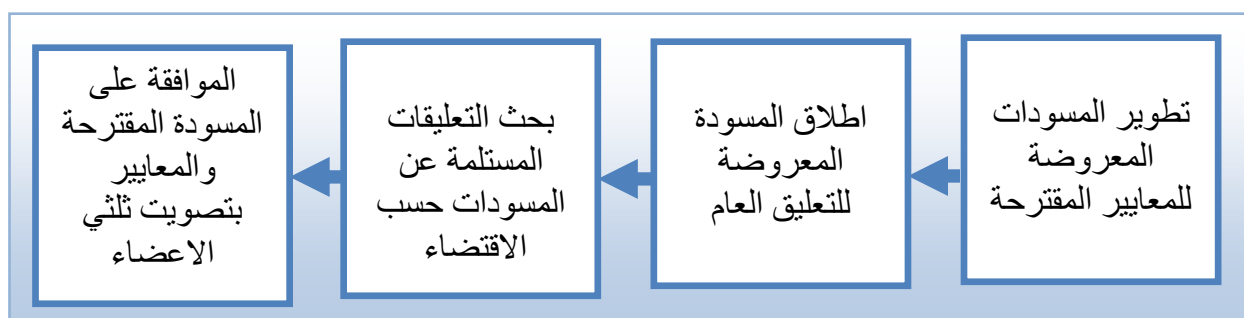 تطوير المسودات
المعروضة
للمعايير المقترحة
اطلاق المسودة
المعروضة
للتعليق العام
بحث التعليقات
المستلمة عن
المسودات حسب
الاقتضاء
الموافقة على
المسودة المقترحة
والمعايير
بتصويت ثلثي
الاعضاء